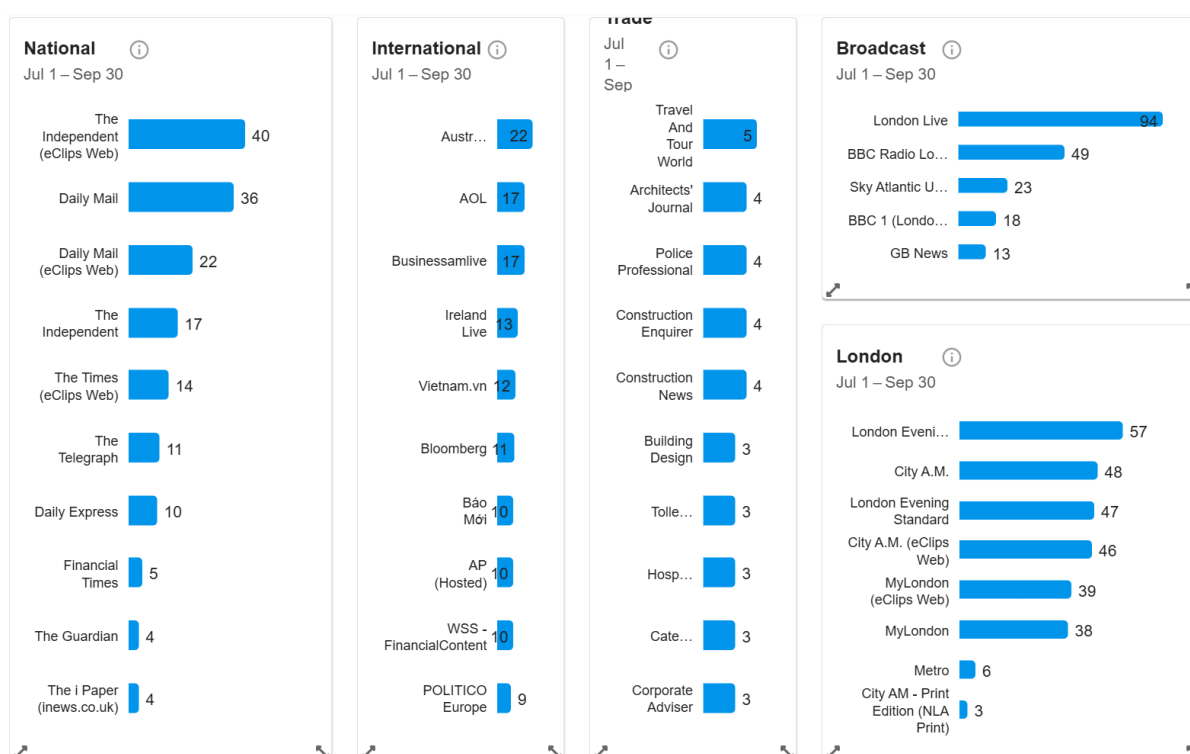 National
Jul 1 – Sep 30
The
Independent
(eClips Web)
40
Daily Mail
36
Daily Mail
(eClips Web)
22
The
Independent
17
The Times
(eClips Web)
14
The
Telegraph
11
Daily Express
10
Financial
Times
5
The Guardian
4
The i Paper
(inews.co.uk)
4
International
Jul 1 – Sep 30
Austr…
22
AOL
17
Businessamlive
17
Ireland
Live
13
Vietnam.vn
12
Bloomberg
11
Báo
Mới
10
AP
(Hosted)
10
WSS -
FinancialContent
10
POLITICO
Europe
9
Trade
Jul
1 –
Sep
Travel
And
Tour
World
5
Architects'
Journal
4
Police
Professional
4
Construction
Enquirer
4
Construction
News
4
Building
Design
3
Tolle…
3
Hosp…
3
Cate…
3
Corporate
Adviser
3
Broadcast
Jul 1 – Sep 30
London Live
94
BBC Radio Lo…
49
Sky Atlantic U…
23
BBC 1 (Londo…
18
GB News
13
London
Jul 1 – Sep 30
London Eveni…
57
City A.M.
48
London Evening
Standard
47
City A.M. (eClips
Web)
46
MyLondon
(eClips Web)
39
MyLondon
38
Metro
6
City AM - Print
Edition (NLA
Print)
3